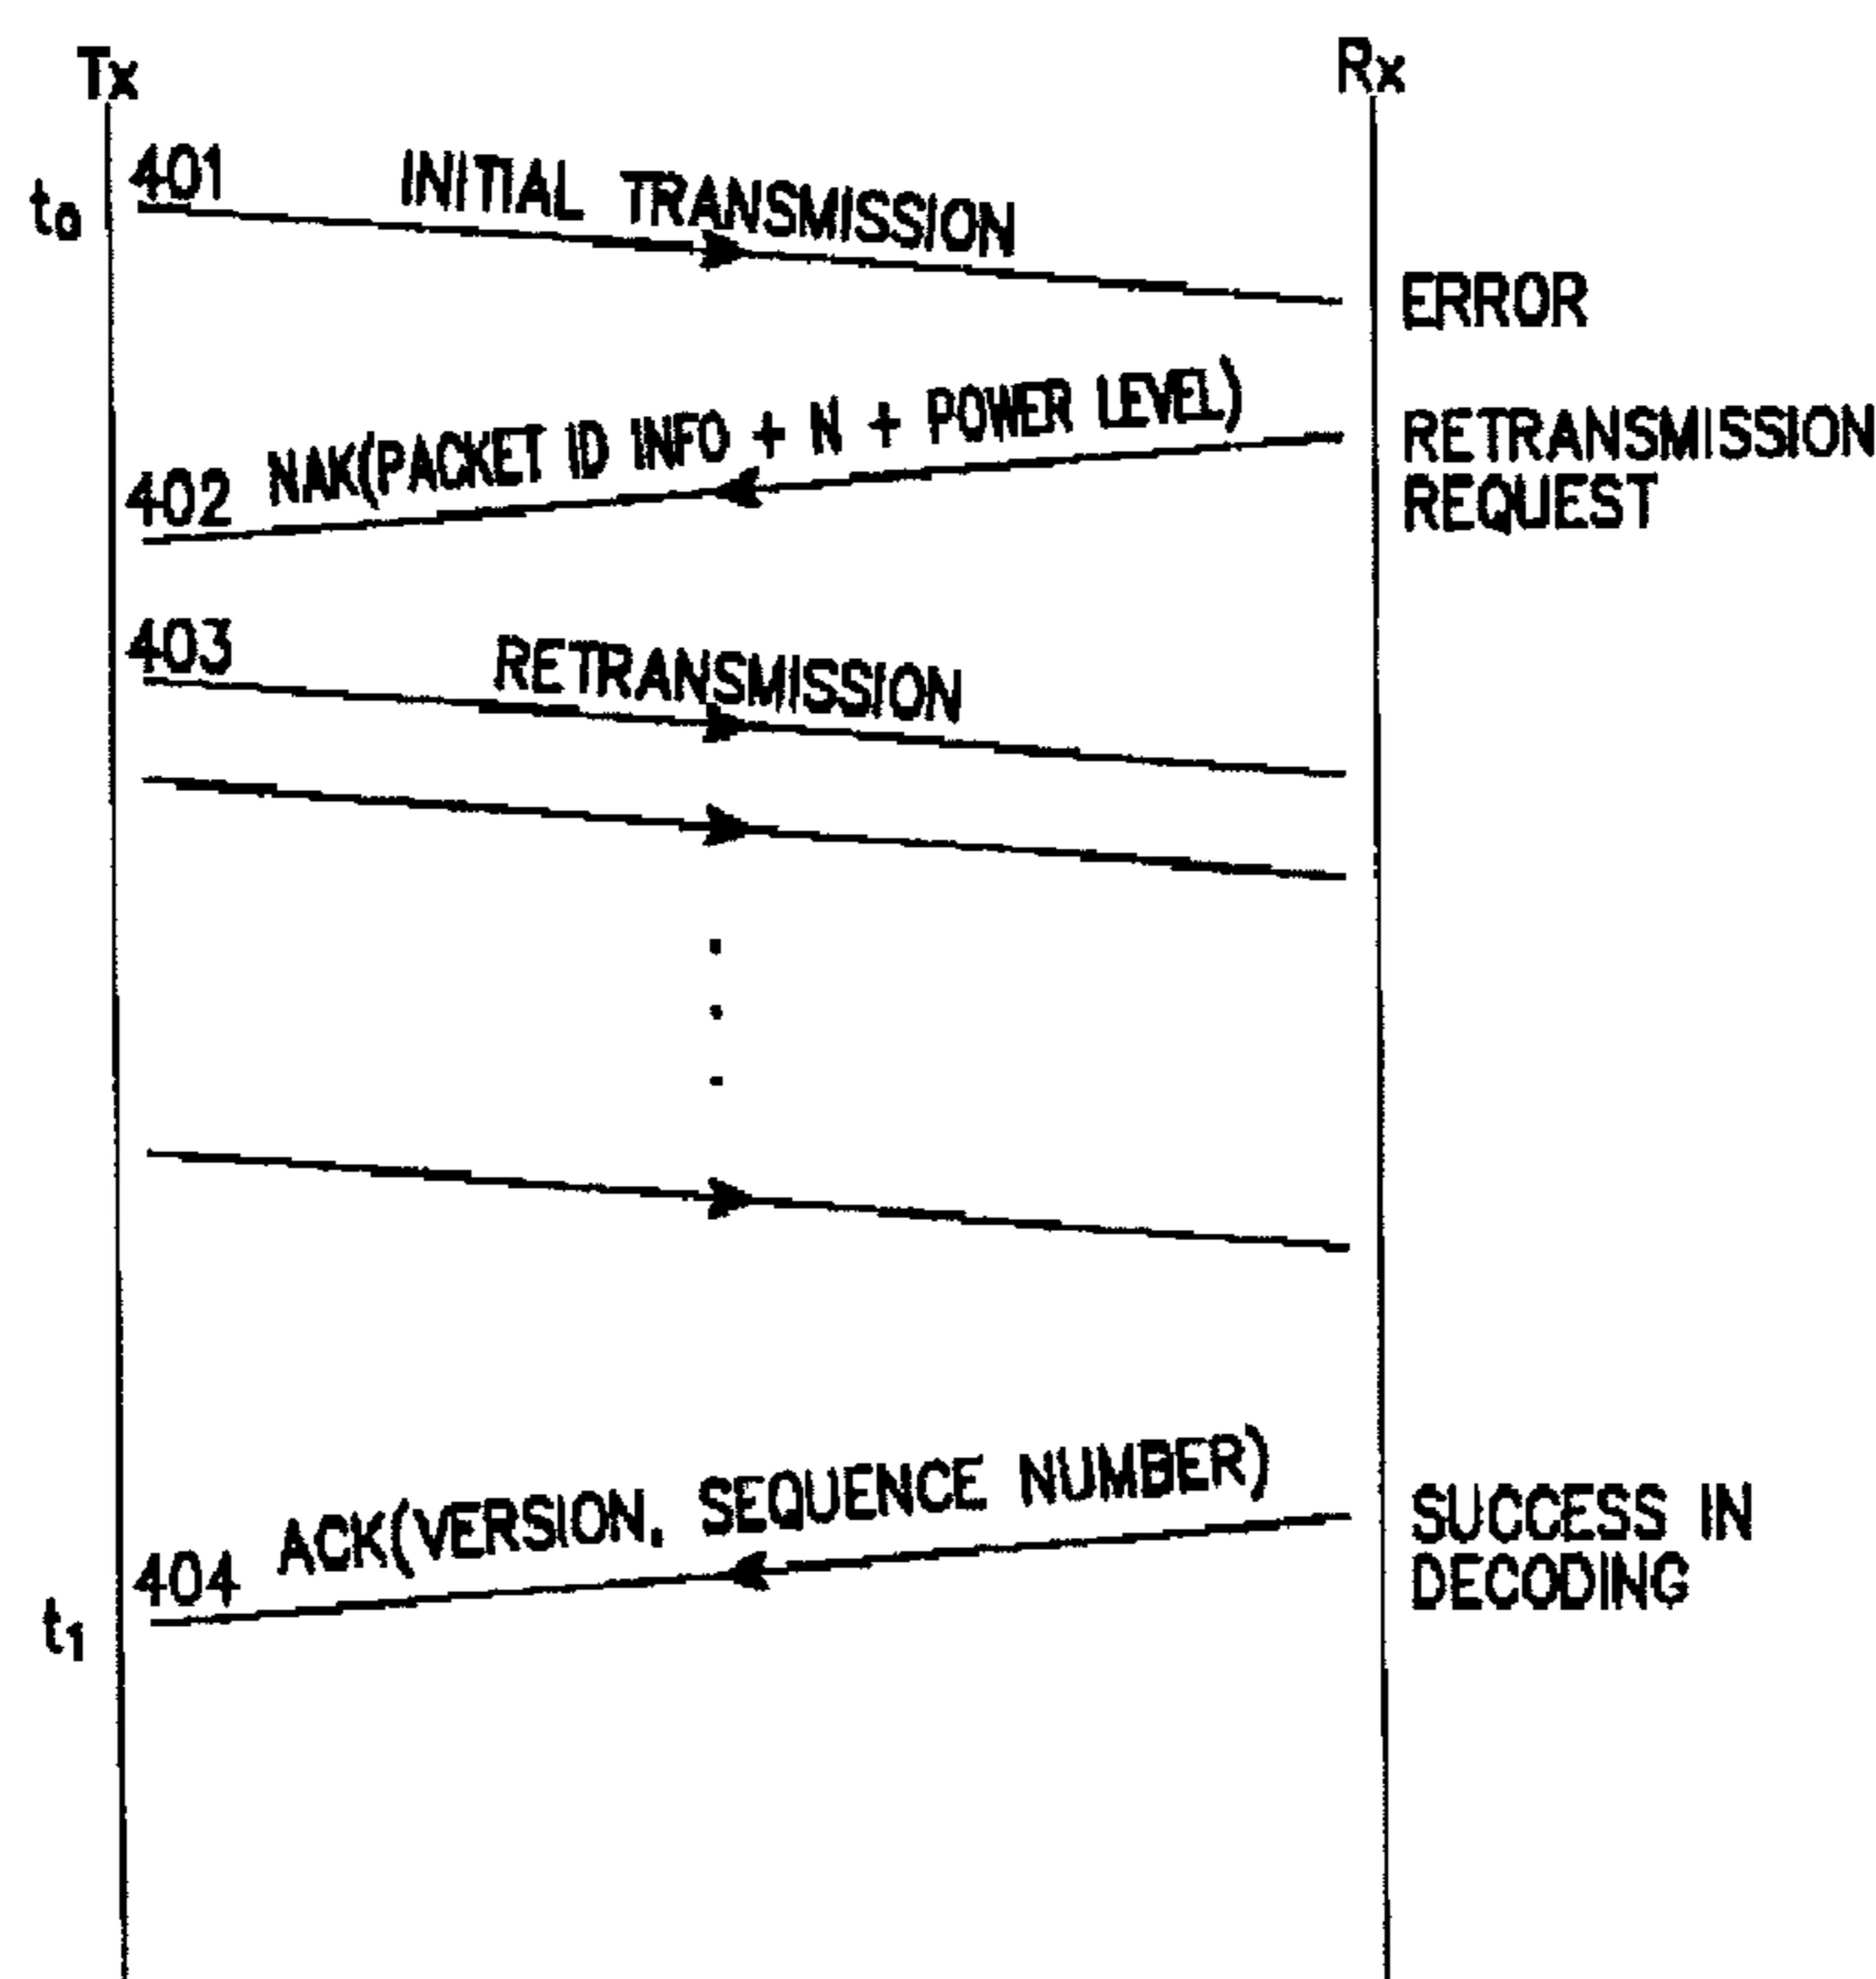 Tx
Rx
t0
401
INITIAL TRANSMISSION
ERROR
402
NAK(PACKET ID INFO + N + POWER LEVEL)
RETRANSMISSION
REQUEST
403
RETRANSMISSION
404
ACK(VERSION, SEQUENCE NUMBER)
SUCCESS IN
DECODING
t1